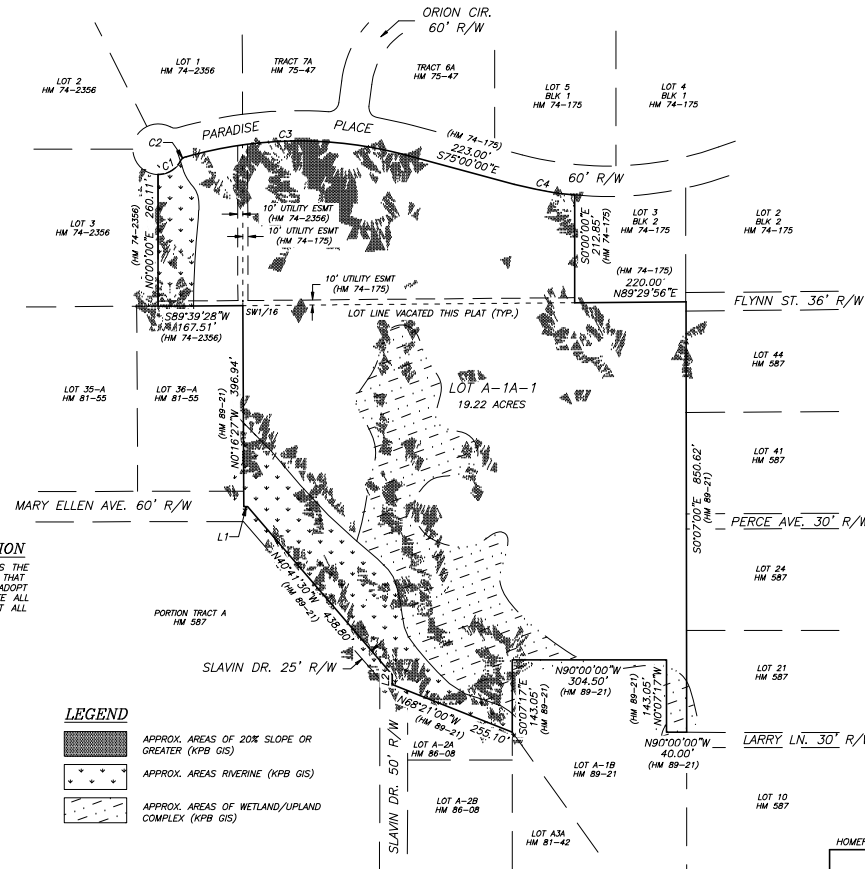 ORION CIR.
60' R/W
LOT 2
HM 74-2356
LOT 1
HM 74-2356
TRACT 7A
HM 75-47
TRACT 6A
HM 75-47
LOT 5
BLK 1
HM 74-175
LOT 4
BLK 1
HM 74-175
C2
C1
PARADISE PLACE
C3
(HM 74-175)
223.00'
S75°00'00"E
C4
60' R/W
LOT 3
HM 74-2356
N0°00'00"E 260.11'
(HM 74-2356)
10' UTILITY ESMT
(HM 74-2356)
10' UTILITY ESMT
(HM 74-175)
S0°00'00"E
212.85'
(HM 74-175)
LOT 3
BLK 2
HM 74-175
LOT 2
BLK 2
HM 74-175
(HM 74-175)
220.00'
N89°29'56"E
10' UTILITY ESMT
(HM 74-175)
FLYNN ST. 36' R/W
S89°39'28"W
167.51'
(HM 74-2356)
SW1/16
LOT LINE VACATED THIS PLAT (TYP.)
LOT 44
HM 587
LOT 35-A
HM 81-55
LOT 36-A
HM 81-55
N0°16'27"W 396.94'
(HM 89-21)
LOT A-1A-1
19.22 ACRES
LOT 41
HM 587
S0°07'00"E 850.62'
(HM 89-21)
MARY ELLEN AVE. 60' R/W
L1
PERCE AVE. 30' R/W
ION
S THE
THAT
ADOPT
E ALL
T ALL
LOT 24
HM 587
N40°41'30"W 438.80'
(HM 89-21)
PORTION TRACT A
HM 587
SLAVIN DR. 25' R/W
L2
LOT 21
HM 587
N90°00'00"W
304.50'
(HM 89-21)
S0°07'17"E
143.05'
(HM 89-21)
(HM 89-21)
143.05'
N0°07'17"W
N68°21'00"W 255.10'
(HM 89-21)
N90°00'00"W
40.00'
(HM 89-21)
LARRY LN. 30' R/W
LEGEND
APPROX. AREAS OF 20% SLOPE OR
GREATER (KPB GIS)
APPROX. AREAS RIVERINE (KPB GIS)
APPROX. AREAS OF WETLAND/UPLAND
COMPLEX (KPB GIS)
SLAVIN DR. 50' R/W
LOT A-2A
HM 86-08
LOT A-2B
HM 86-08
LOT A-1B
HM 89-21
LOT A3A
HM 81-42
LOT 10
HM 587
HOMER